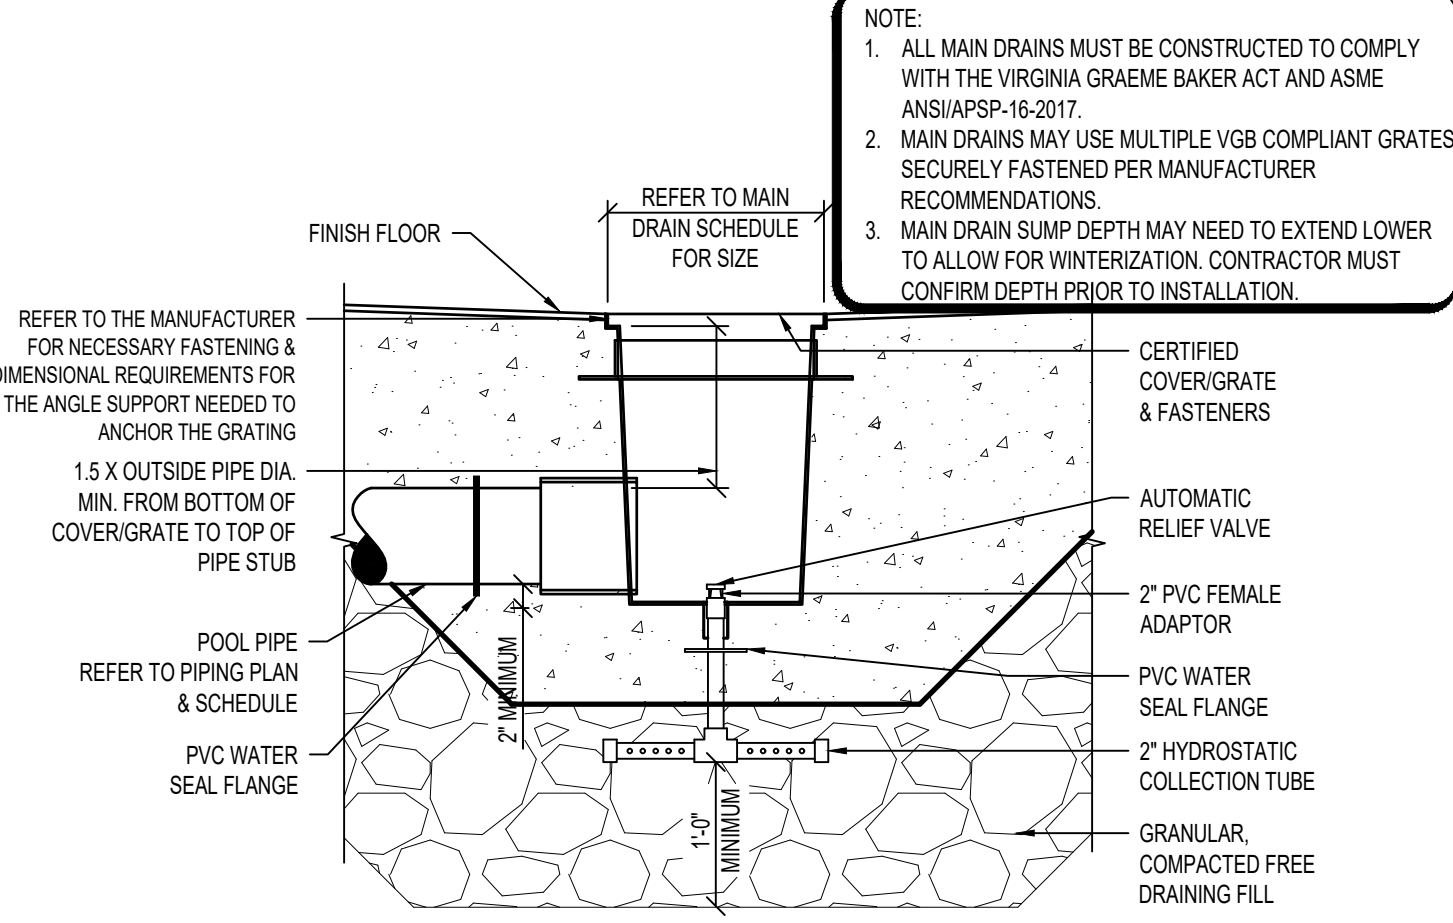 NOTE:
1. ALL MAIN DRAINS MUST BE CONSTRUCTED TO COMPLY
WITH THE VIRGINIA GRAEME BAKER ACT AND ASME
ANSI/APSP-16-2017.
2. MAIN DRAINS MAY USE MULTIPLE VGB COMPLIANT GRATES
SECURELY FASTENED PER MANUFACTURER
RECOMMENDATIONS.
3. MAIN DRAIN SUMP DEPTH MAY NEED TO EXTEND LOWER
TO ALLOW FOR WINTERIZATION. CONTRACTOR MUST
CONFIRM DEPTH PRIOR TO INSTALLATION.
REFER TO MAIN
DRAIN SCHEDULE
FOR SIZE
FINISH FLOOR
REFER TO THE MANUFACTURER
FOR NECESSARY FASTENING &
DIMENSIONAL REQUIREMENTS FOR
THE ANGLE SUPPORT NEEDED TO
ANCHOR THE GRATING
1.5 X OUTSIDE PIPE DIA.
MIN. FROM BOTTOM OF
COVER/GRATE TO TOP OF
PIPE STUB
POOL PIPE
REFER TO PIPING PLAN
& SCHEDULE
PVC WATER
SEAL FLANGE
2" MINIMUM
1'-0"
MINIMUM
CERTIFIED
COVER/GRATE
& FASTENERS
AUTOMATIC
RELIEF VALVE
2" PVC FEMALE
ADAPTOR
PVC WATER
SEAL FLANGE
2" HYDROSTATIC
COLLECTION TUBE
GRANULAR,
COMPACTED FREE
DRAINING FILL